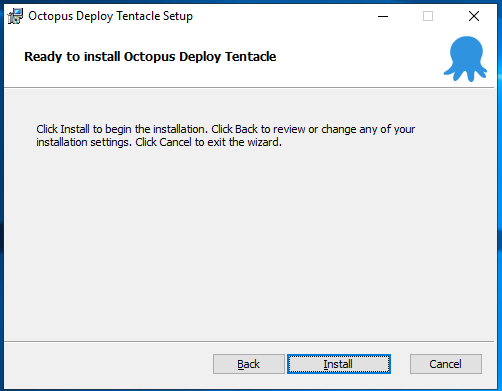 Octopus Deploy Tentacle Setup
Ready to install Octopus Deploy Tentacle
Click Install to begin the installation. Click Back to review or change any of your
installation settings. Click Cancel to exit the wizard.
Back Install Cancel